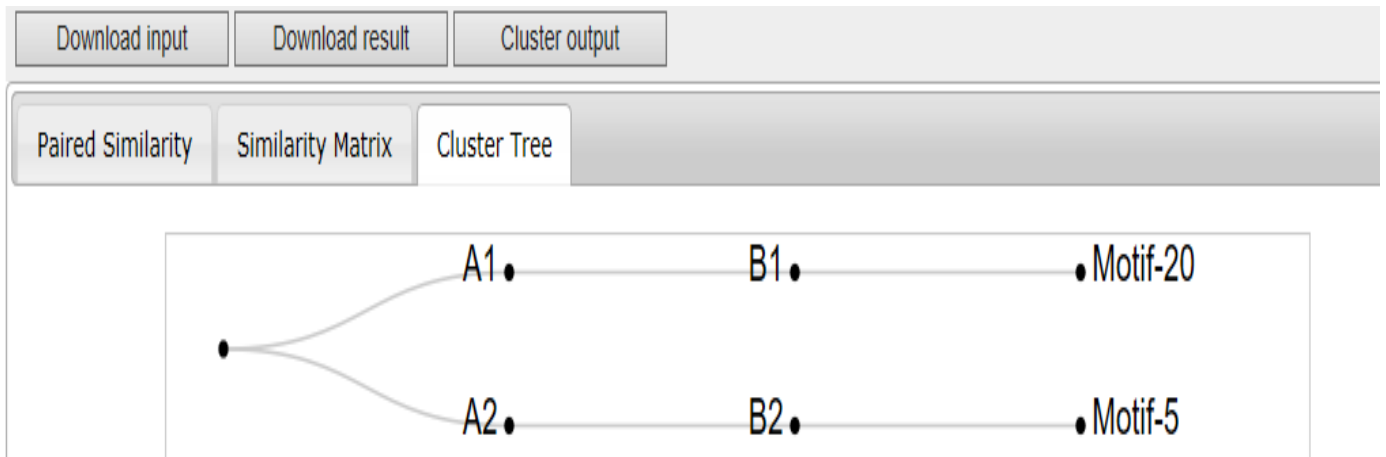 Download input Download result Cluster output
Paired Similarity Similarity Matrix Cluster Tree
A1 B1 Motif-20
A2 B2 Motif-5